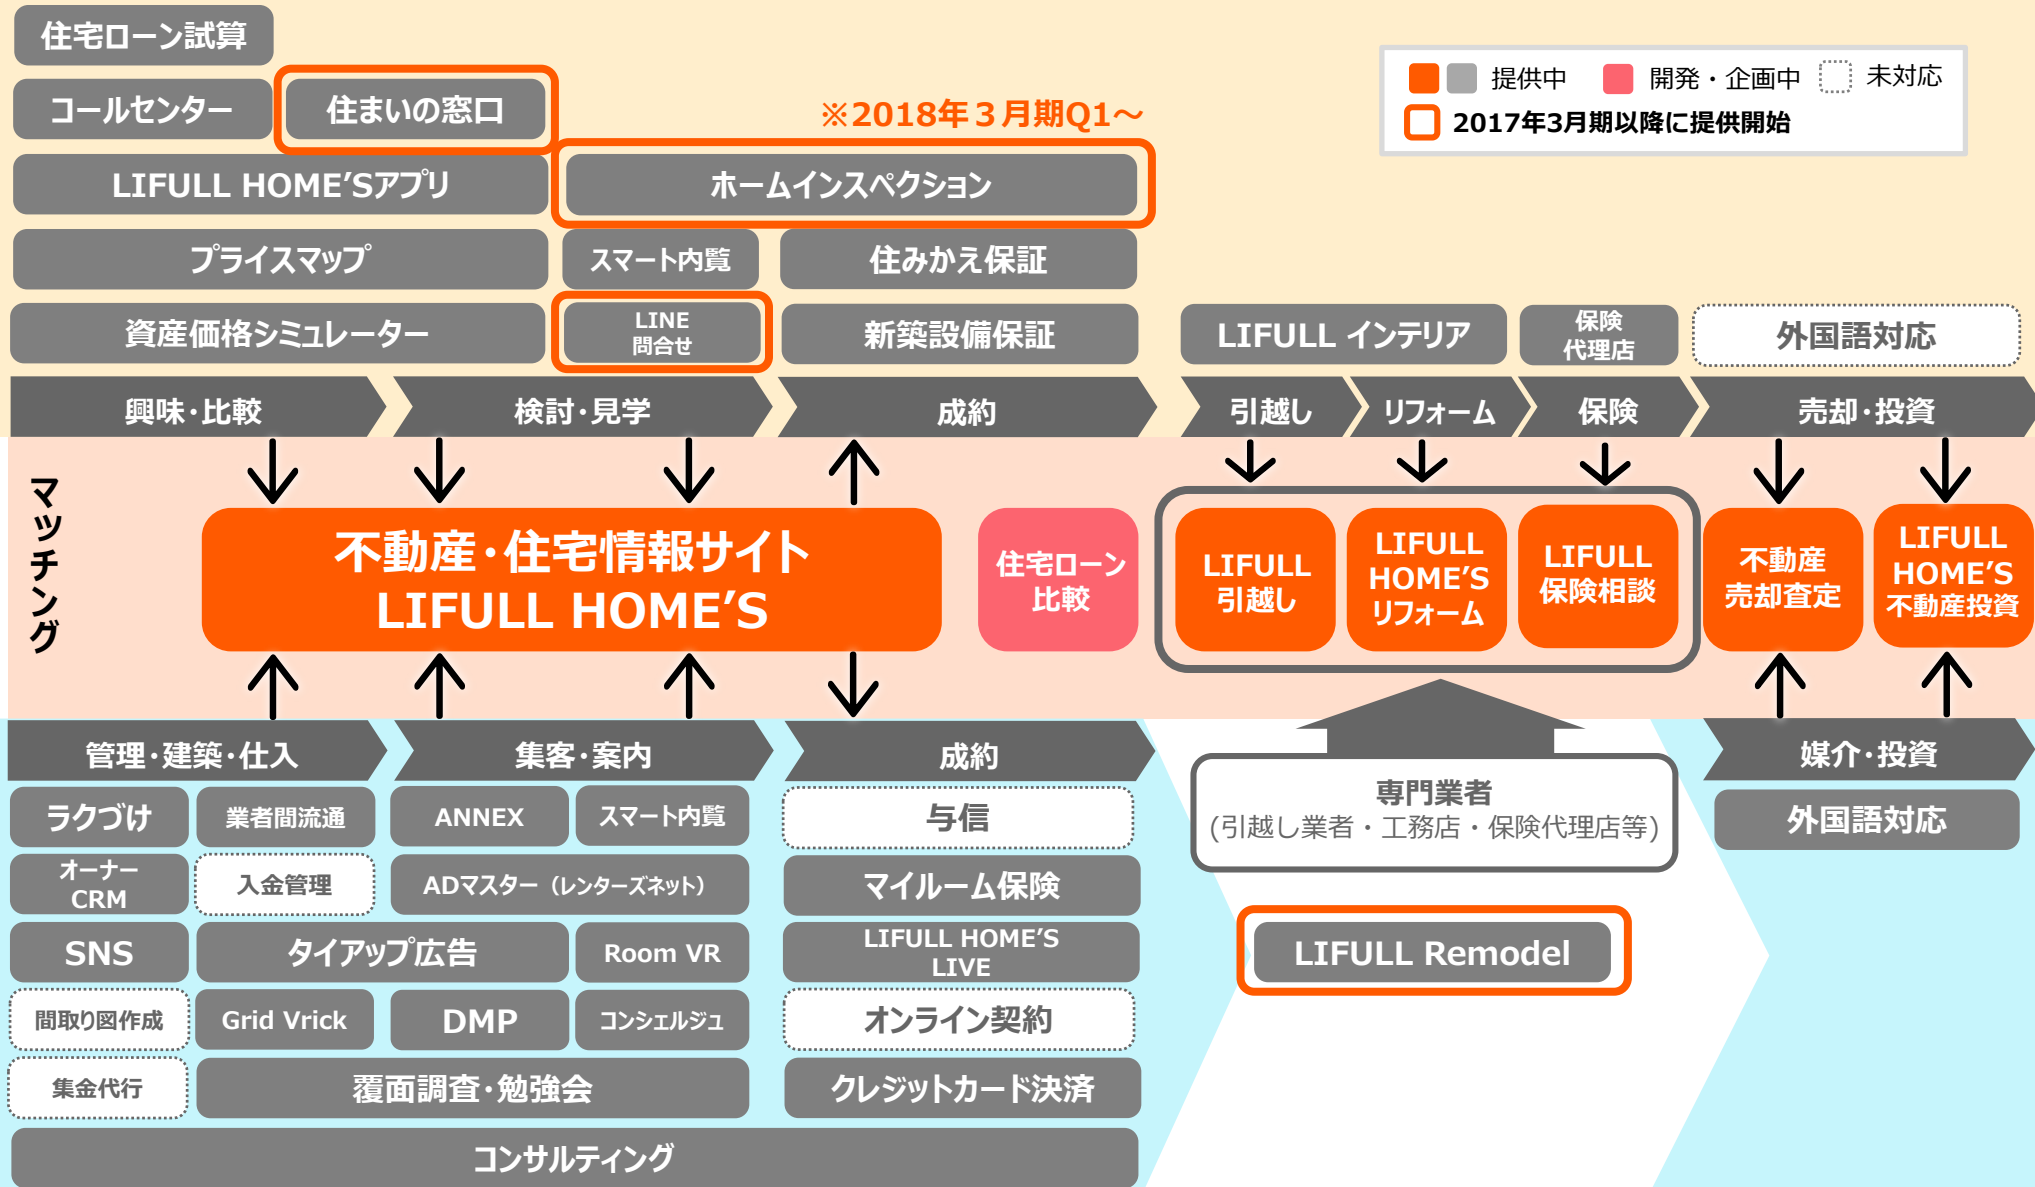 住宅ローン試算
コールセンター
住まいの窓口
※2018年３月期Q1～
提供中
開発・企画中
未対応
2017年3月期以降に提供開始
LIFULL HOME'Sアプリ
ホームインスペクション
プライスマップ
スマート内覧
住みかえ保証
資産価格シミュレーター
LINE
問合せ
新築設備保証
LIFULL インテリア
保険
代理店
外国語対応
興味・比較
検討・見学
成約
引越し
リフォーム
保険
売却・投資
マッチング
不動産・住宅情報サイト
LIFULL HOME'S
住宅ローン
比較
LIFULL
引越し
LIFULL
HOME'S
リフォーム
LIFULL
保険相談
不動産
売却査定
LIFULL
HOME'S
不動産投資
管理・建築・仕入
集客・案内
成約
媒介・投資
専門業者
(引越し業者・工務店・保険代理店等)
ラクづけ
業者間流通
ANNEX
スマート内覧
与信
外国語対応
オーナー
CRM
入金管理
ADマスター（レンターズネット）
マイルーム保険
SNS
タイアップ広告
Room VR
LIFULL HOME'S
LIVE
LIFULL Remodel
間取り図作成
Grid Vrick
DMP
コンシェルジュ
オンライン契約
集金代行
覆面調査・勉強会
クレジットカード決済
コンサルティング